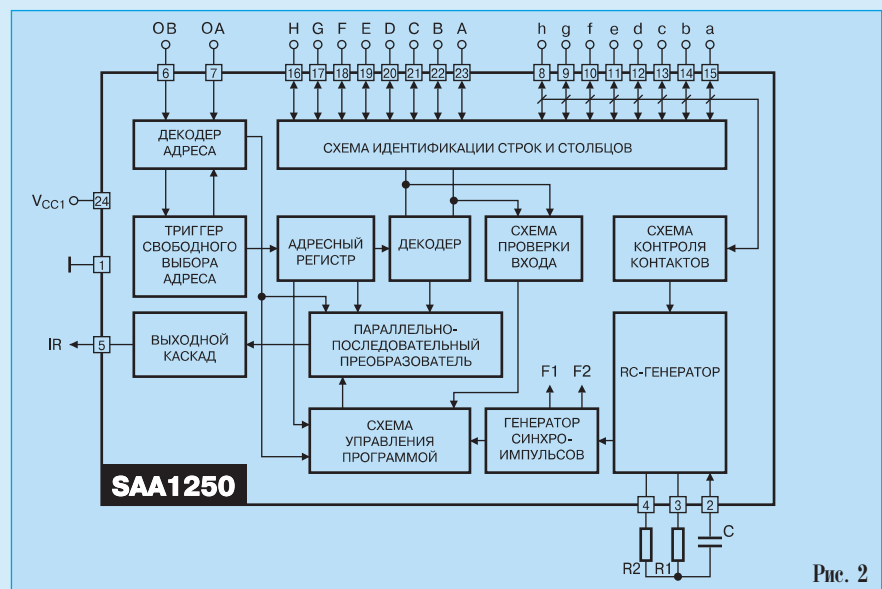 OB OA H G F E D C B A h g f e d c b a
6 7 16 17 18 19 20 21 22 23 8 9 10 11 12 13 14 15
ДЕКОДЕР
АДРЕСА
СХЕМА ИДЕНТИФИКАЦИИ СТРОК И СТОЛБЦОВ
VCC1
24
ТРИГГЕР
СВОБОДНОГО
ВЫБОРА
АДРЕСА
АДРЕСНЫЙ
РЕГИСТР
ДЕКОДЕР
СХЕМА
ПРОВЕРКИ
ВХОДА
СХЕМА
КОНТРОЛЯ
КОНТАКТОВ
1
IR
5
ВЫХОДНОЙ
КАСКАД
ПАРАЛЛЕЛЬНО-
ПОСЛЕДОВАТЕЛЬНЫЙ
ПРЕОБРАЗОВАТЕЛЬ
F1 F2
RC-ГЕНЕРАТОР
СХЕМА
УПРАВЛЕНИЯ
ПРОГРАММОЙ
ГЕНЕРАТОР
СИНХРО-
ИМПУЛЬСОВ
SAA1250
4 3 2
C
R2 R1
Рис. 2